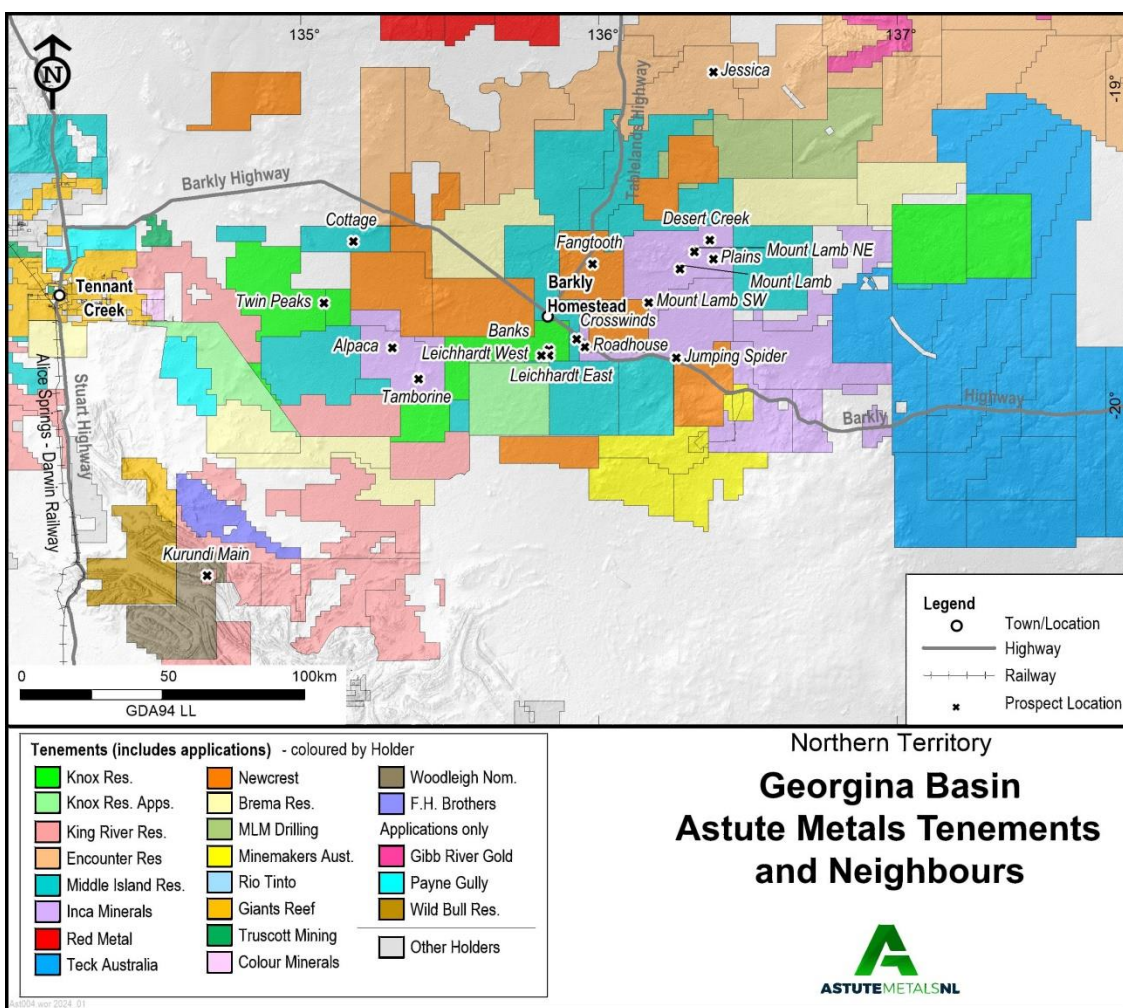 135°
136°
137°
N
Jessica
-19°
Tablelands Highway
Barkly Highway
Cottage
Desert Creek
Fangtooth
Mount Lamb NE
Plains
Barkly
Mount Lamb
Tennant
Creek
Twin Peaks
Homestead
Mount Lamb SW
Banks
Crosswinds
Alpaca
Leichhardt West
Roadhouse
Jumping Spider
Leichhardt East
Tamborine
Barkly
Highway
-20°
Alice Springs - Darwin Railway
Stuart Highway
Kurundi Main
0
50
100km
GDA94 LL
Legend
Town/Location
Highway
Railway
Prospect Location
Tenements (includes applications) - coloured by Holder
Knox Res.
Knox Res. Apps.
King River Res.
Encounter Res
Middle Island Res.
Inca Minerals
Red Metal
Teck Australia
Newcrest
Brema Res.
MLM Drilling
Minemakers Aust.
Rio Tinto
Giants Reef
Truscott Mining
Colour Minerals
Woodleigh Nom.
F.H. Brothers
Applications only
Gibb River Gold
Payne Gully
Wild Bull Res.
Other Holders
Northern Territory
Georgina Basin
Astute Metals Tenements
and Neighbours
ASTUTEMETALSNL
Ast004.wor 2024_01